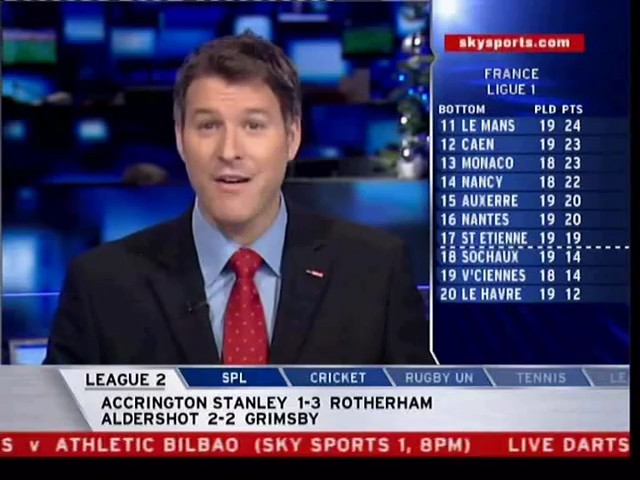 skysports.com
FRANCE
LIGUE 1
BOTTOM PLD PTS
11 LE MANS 19 24
12 CAEN 19 23
13 MONACO 18 23
14 NANCY 18 22
15 AUXERRE 19 20
16 NANTES 19 20
17 ST ETIENNE 19 19
18 SOCHAUX 19 14
19 V'CIENNES 18 14
20 LE HAVRE 19 12
LEAGUE 2 SPL CRICKET RUGBY UN TENNIS LE
ACCRINGTON STANLEY 1-3 ROTHERHAM
ALDERSHOT 2-2 GRIMSBY
S v ATHLETIC BILBAO (SKY SPORTS 1, 8PM) LIVE DARTS